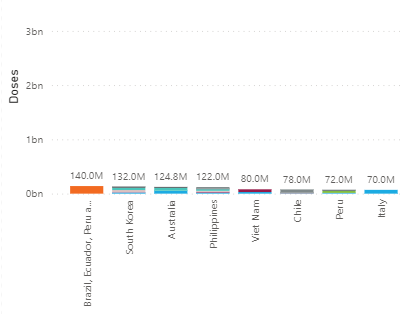 3bn
2bn
1bn
0bn
Doses
140.0M
132.0M
124.8M
122.0M
80.0M
78.0M
72.0M
70.0M
Brazil, Ecuador, Peru a...
South Korea
Australia
Philippines
Viet Nam
Chile
Peru
Italy